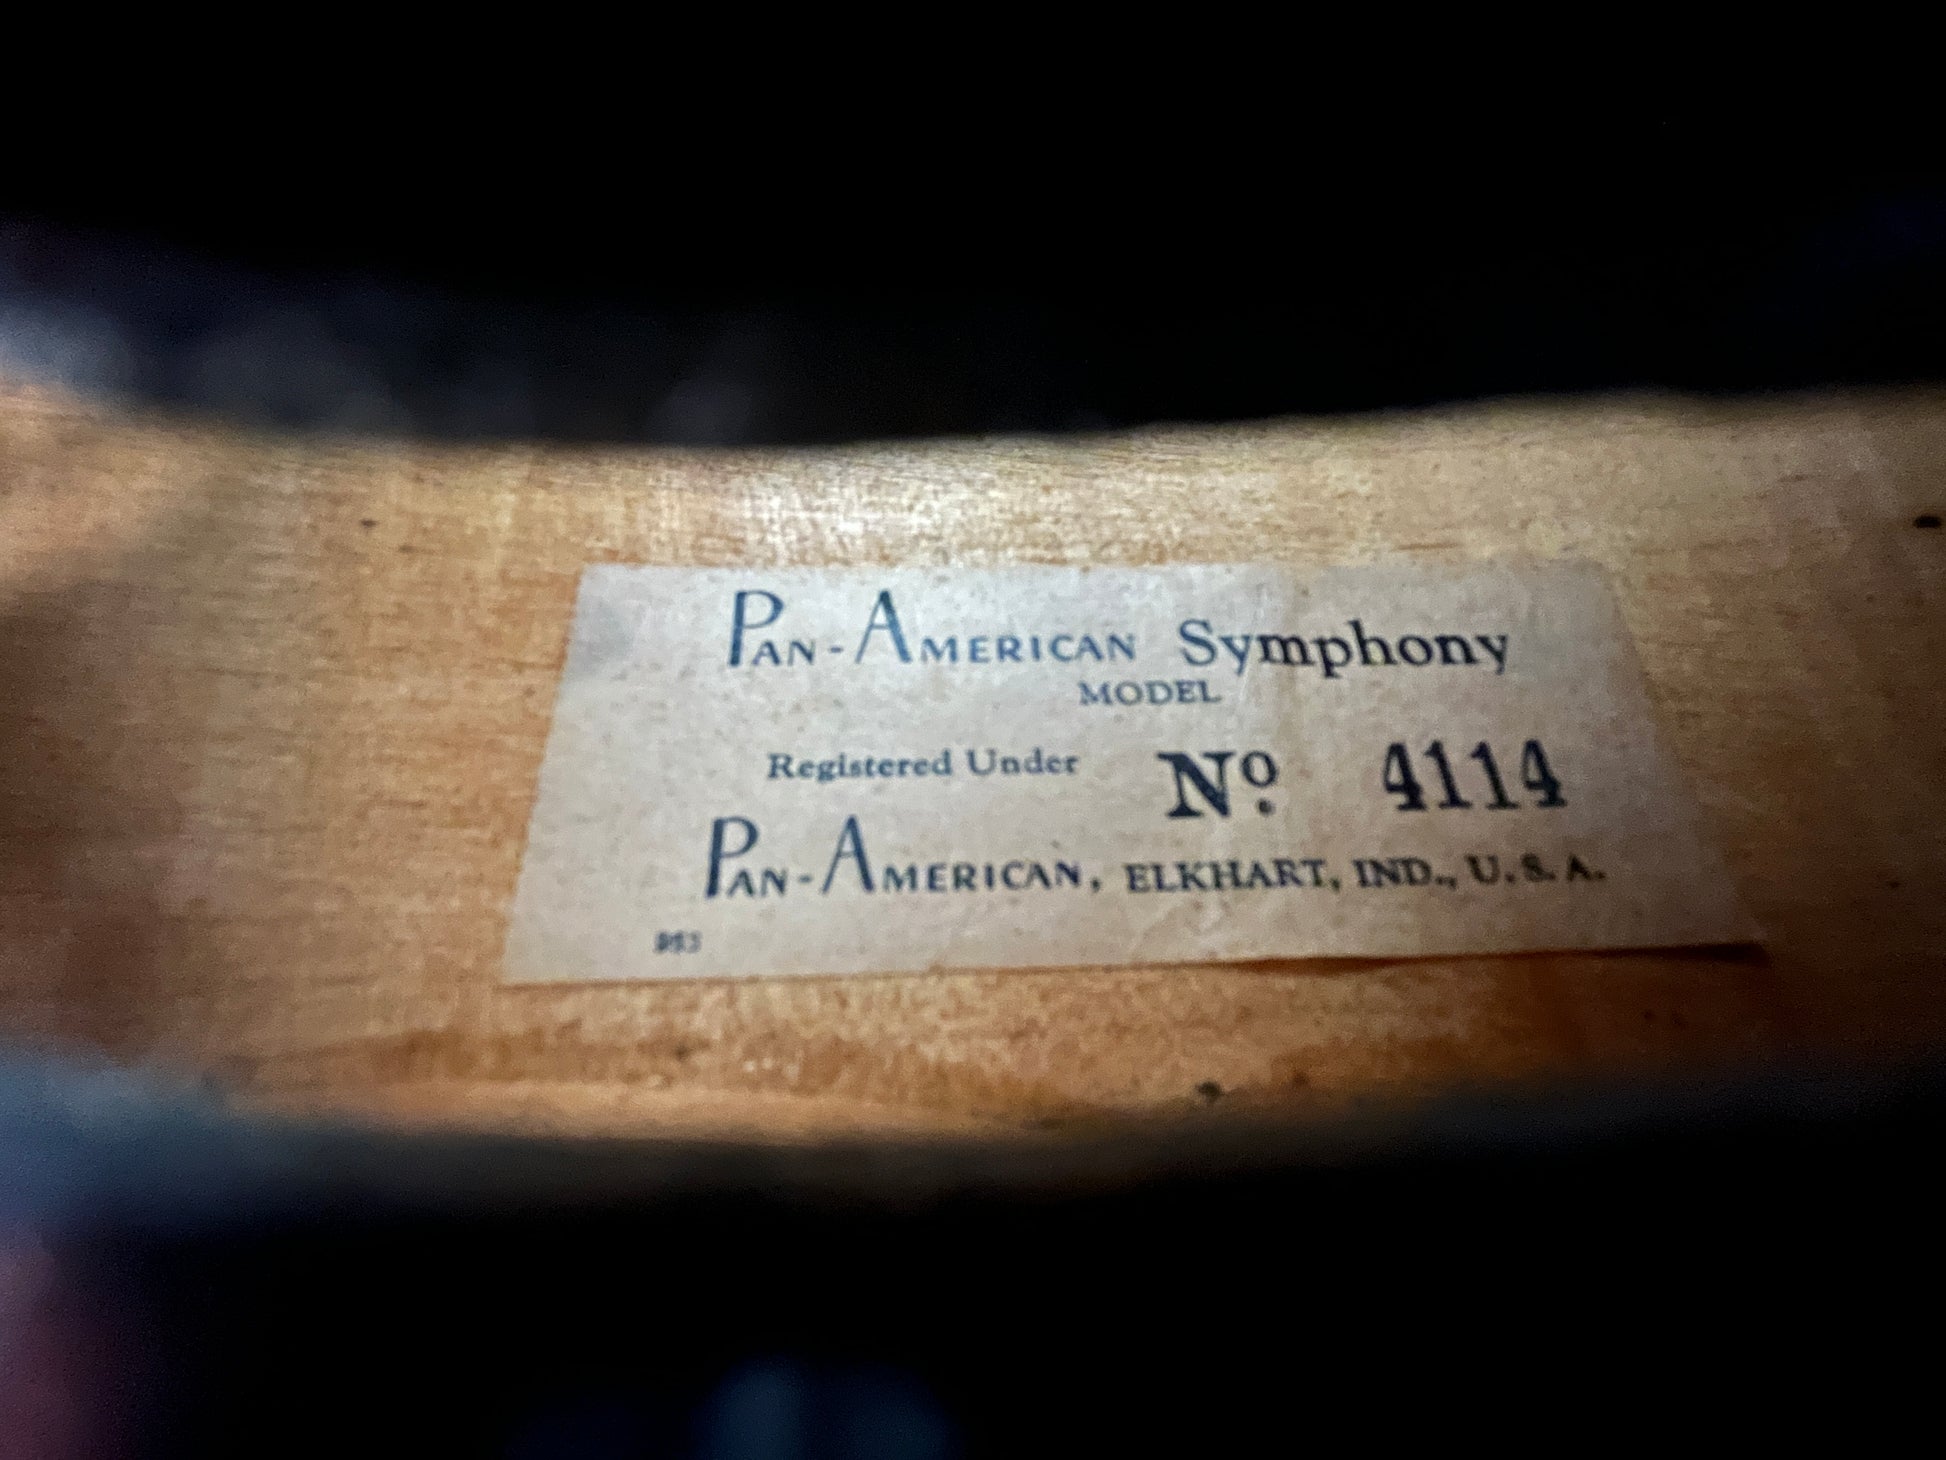 PAN-AMERICAN Symphony
MODEL
Registered Under Nº 4114
PAN-AMERICAN, ELKHART, IND., U.S.A.